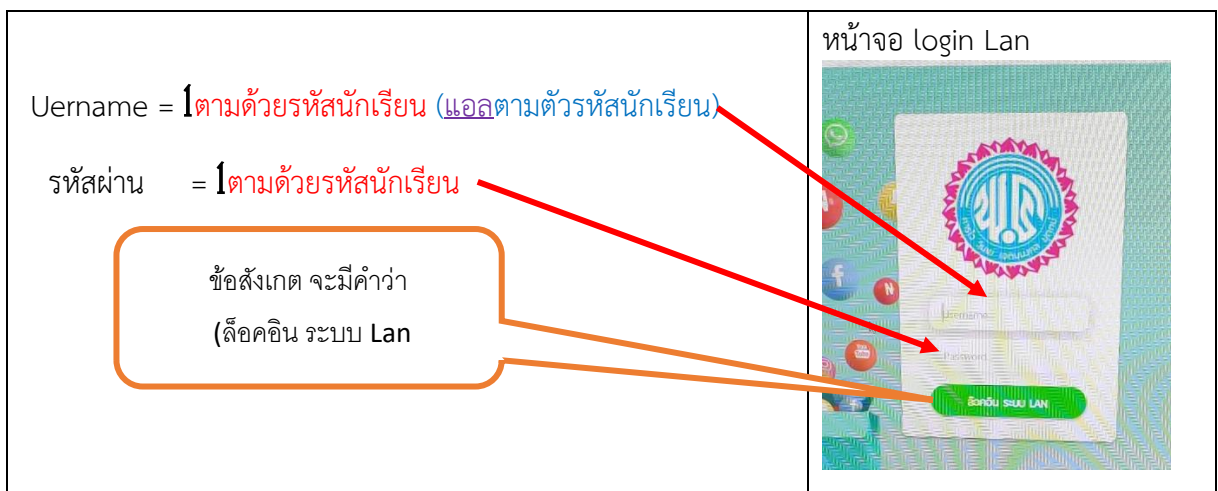 หน้าจอ login Lan
Uername = lตามด้วยรหัสนักเรียน (แอลตามตัวรหัสนักเรียน)
รหัสผ่าน = lตามด้วยรหัสนักเรียน
ข้อสังเกต จะมีคำว่า
(ล็อคอิน ระบบ Lan
Username
Password
ล็อคอิน ระบบ LAN